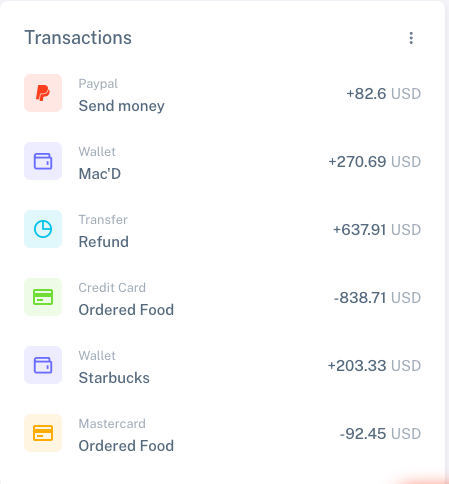 Transactions
Paypal
Send money
+82.6 USD
Wallet
Mac'D
+270.69 USD
Transfer
Refund
+637.91 USD
Credit Card
Ordered Food
-838.71 USD
Wallet
Starbucks
+203.33 USD
Mastercard
Ordered Food
-92.45 USD